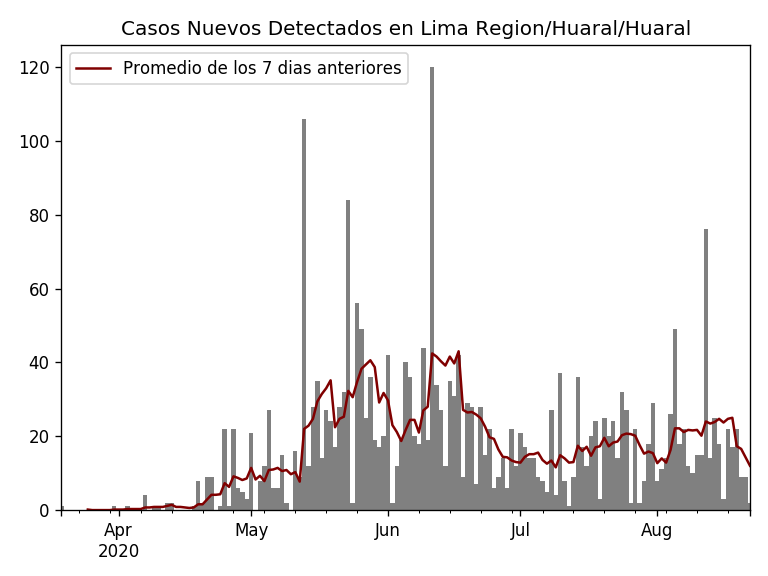 Casos Nuevos Detectados en Lima Region/Huaral/Huaral
Promedio de los 7 dias anteriores
120
100
80
60
40
20
0
Apr May Jun Jul Aug
2020